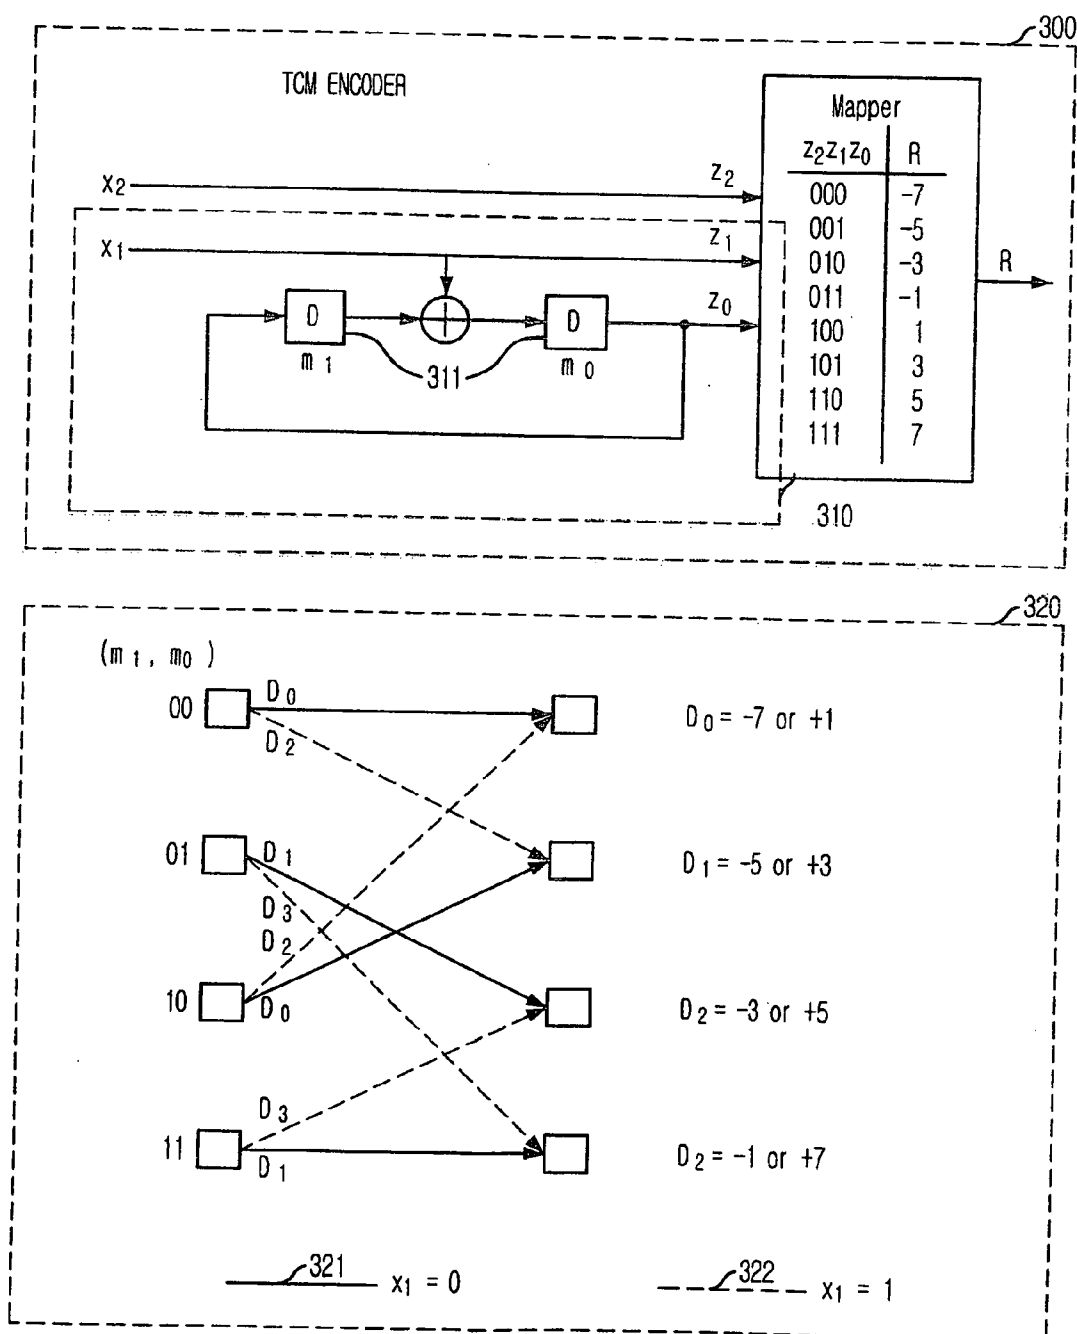 300
TCM ENCODER
Mapper
z2z1z0 R
000 -7
001 -5
010 -3
011 -1
100 1
101 3
110 5
111 7
x2 z2
x1 z1
z0
R
D
m1
D
m0
311
310
320
(m1, m0)
00 D0
D2
D0 = -7 or +1
01 D1
D3
D1 = -5 or +3
D2
10 D0
D2 = -3 or +5
D3
11 D1
D2 = -1 or +7
321 x1 = 0
322 x1 = 1